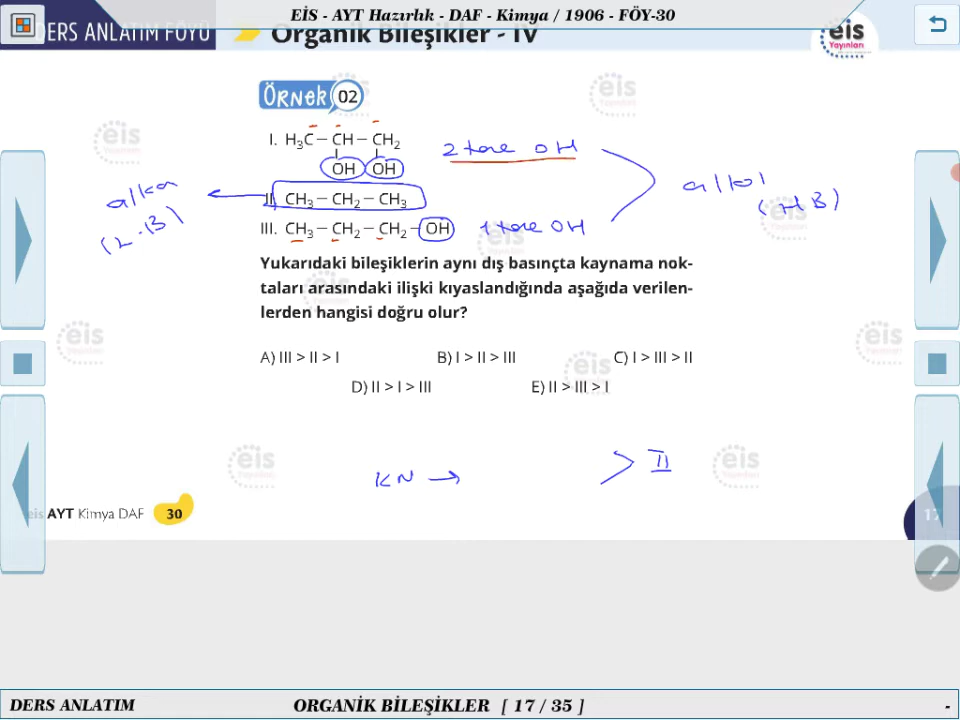 EİS - AYT Hazırlık - DAF - Kimya / 1906 - FÖY-30
DERS ANLATIM FÖYÜ
Organik Bileşikler - IV
eis
Yayınları
ÖRNEK 02
I. H₃C – CH – CH₂
OH OH
2 tane OH
II. CH₃ – CH₂ – CH₃
alkan
(L.B)
alkol
(HB)
III. CH₃ – CH₂ – CH₂ – OH
1 tane OH
Yukarıdaki bileşiklerin aynı dış basınçta kaynama nok-
taları arasındaki ilişki kıyaslandığında aşağıda verilen-
lerden hangisi doğru olur?
A) III > II > I B) I > II > III C) I > III > II
D) II > I > III E) II > III > I
KN → > II
eis AYT Kimya DAF 30
17
DERS ANLATIM
ORGANİK BİLEŞİKLER [ 17 / 35 ]
-